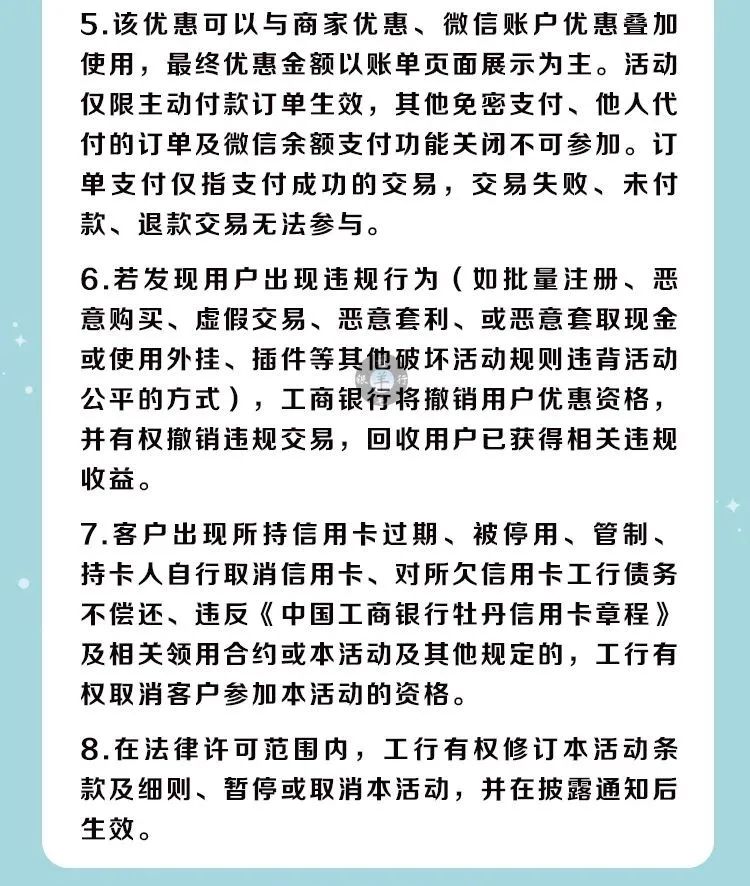 5.该优惠可以与商家优惠、微信账户优惠叠加
使用，最终优惠金额以账单页面展示为主。活动
仅限主动付款订单生效，其他免密支付、他人代
付的订单及微信余额支付功能关闭不可参加。订
单支付仅指支付成功的交易，交易失败、未付
款、退款交易无法参与。
6.若发现用户出现违规行为（如批量注册、恶
意购买、虚假交易、恶意套利、或恶意套取现金
或使用外挂、插件等其他破坏活动规则违背活动
公平的方式），工商银行将撤销用户优惠资格，
并有权撤销违规交易，回收用户已获得相关违规
收益。
7.客户出现所持信用卡过期、被停用、管制、
持卡人自行取消信用卡、对所欠信用卡工行债务
不偿还、违反《中国工商银行牡丹信用卡章程》
及相关领用合约或本活动及其他规定的，工行有
权取消客户参加本活动的资格。
8.在法律许可范围内，工行有权修订本活动条
款及细则、暂停或取消本活动，并在披露通知后
生效。